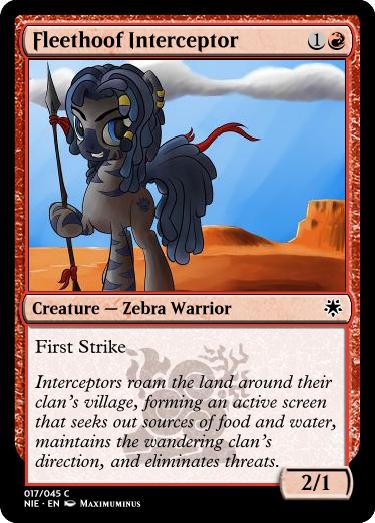 Fleethoof Interceptor 1
Creature — Zebra Warrior
First Strike
Interceptors roam the land around their
clan's village, forming an active screen
that seeks out sources of food and water,
maintains the wandering clan's
direction, and eliminates threats.
2/1
017/045 C
NIE • EN Maximuminus